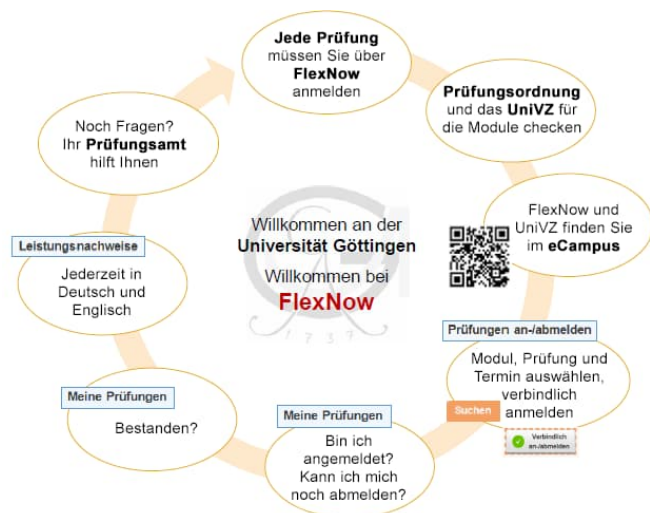 Jede Prüfung
müssen Sie über
FlexNow
anmelden
Prüfungsordnung
und das UniVZ für
die Module checken
FlexNow und
UniVZ finden Sie
im eCampus
Prüfungen an-/abmelden
Modul, Prüfung und
Termin auswählen,
verbindlich
anmelden
Suchen
Verbindlich
an-/abmelden
Meine Prüfungen
Bin ich
angemeldet?
Kann ich mich
noch abmelden?
Meine Prüfungen
Bestanden?
Leistungsnachweise
Jederzeit in
Deutsch und
Englisch
Noch Fragen?
Ihr Prüfungsamt
hilft Ihnen
Willkommen an der
Universität Göttingen
Willkommen bei
FlexNow
1737